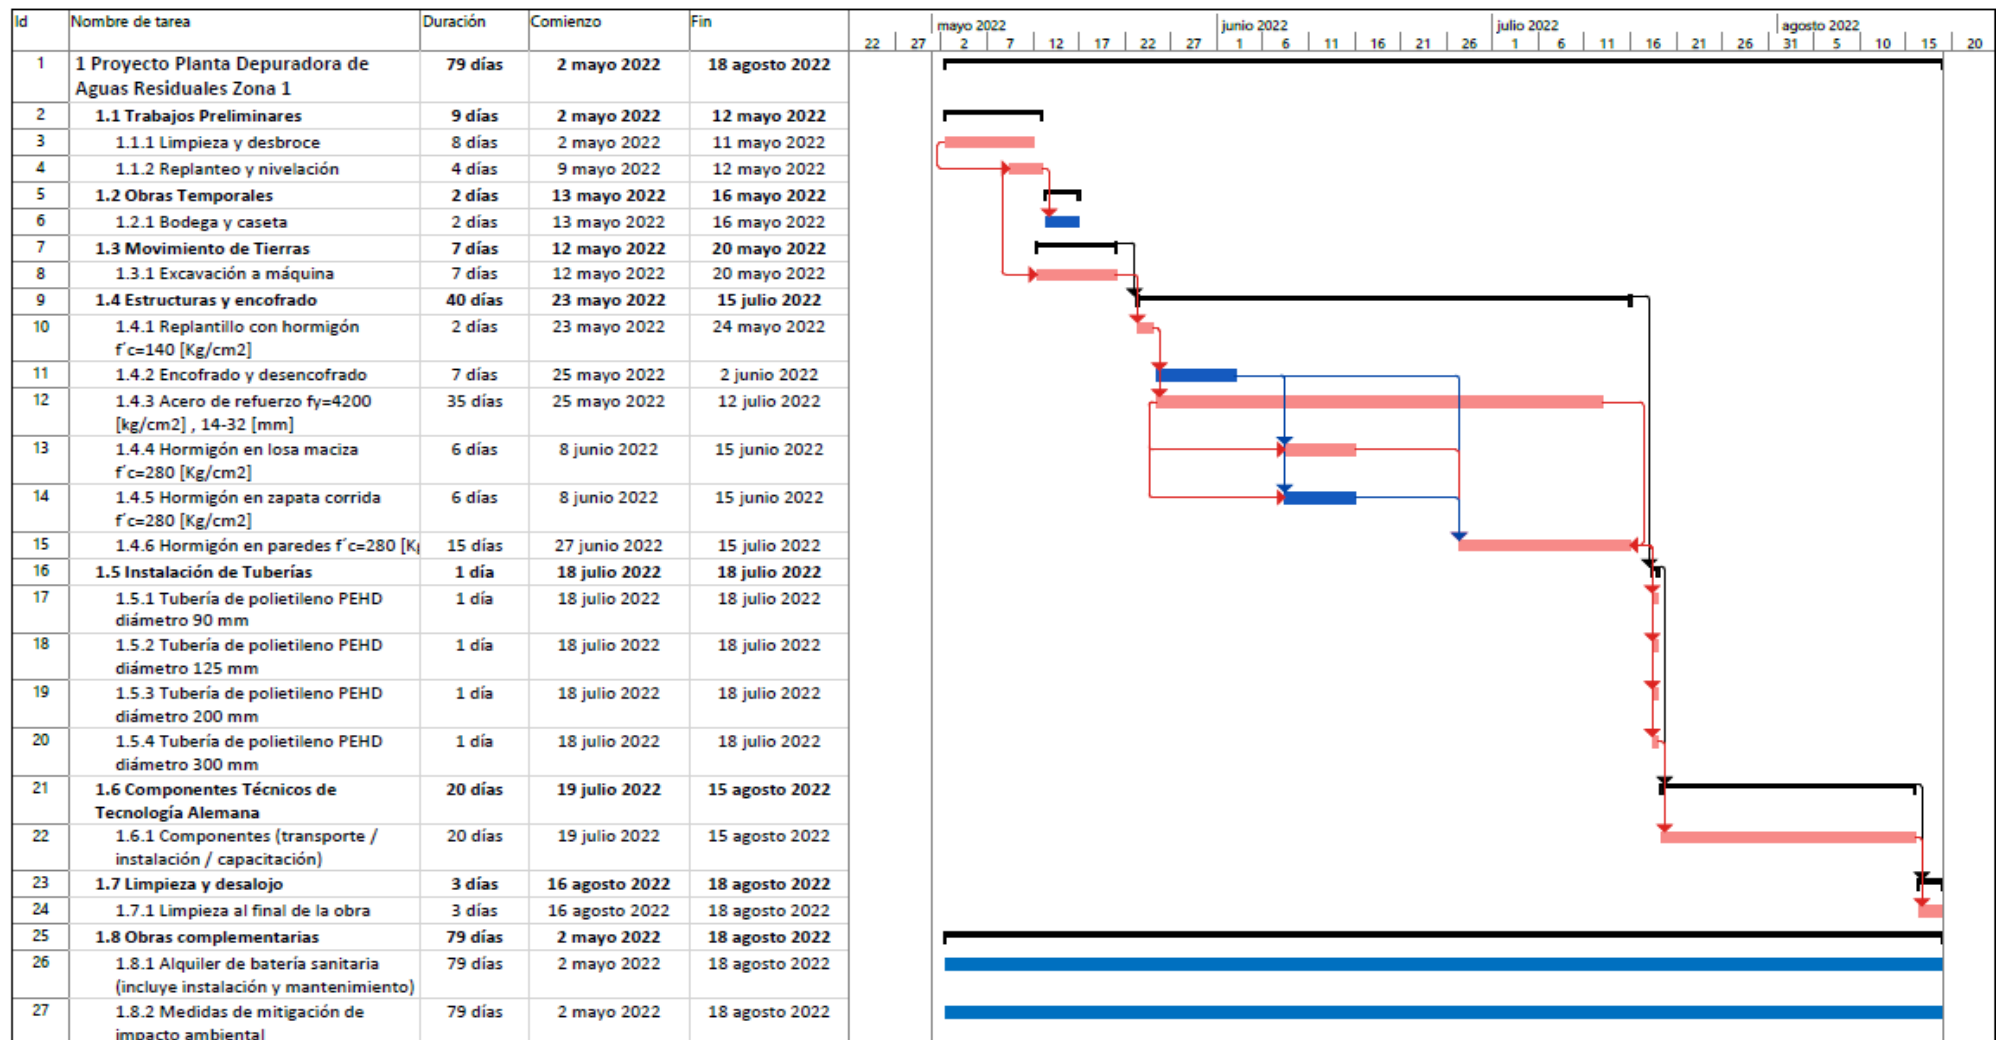 Id Nombre de tarea Duración Comienzo Fin
mayo 2022 junio 2022 julio 2022 agosto 2022
22 27 2 7 12 17 22 27 1 6 11 16 21 26 1 6 11 16 21 26 31 5 10 15 20
1 1 Proyecto Planta Depuradora de 79 días 2 mayo 2022 18 agosto 2022
Aguas Residuales Zona 1
2 1.1 Trabajos Preliminares 9 días 2 mayo 2022 12 mayo 2022
3 1.1.1 Limpieza y desbroce 8 días 2 mayo 2022 11 mayo 2022
4 1.1.2 Replanteo y nivelación 4 días 9 mayo 2022 12 mayo 2022
5 1.2 Obras Temporales 2 días 13 mayo 2022 16 mayo 2022
6 1.2.1 Bodega y caseta 2 días 13 mayo 2022 16 mayo 2022
7 1.3 Movimiento de Tierras 7 días 12 mayo 2022 20 mayo 2022
8 1.3.1 Excavación a máquina 7 días 12 mayo 2022 20 mayo 2022
9 1.4 Estructuras y encofrado 40 días 23 mayo 2022 15 julio 2022
10 1.4.1 Replantillo con hormigón 2 días 23 mayo 2022 24 mayo 2022
f´c=140 [Kg/cm2]
11 1.4.2 Encofrado y desencofrado 7 días 25 mayo 2022 2 junio 2022
12 1.4.3 Acero de refuerzo fy=4200 35 días 25 mayo 2022 12 julio 2022
[kg/cm2] , 14-32 [mm]
13 1.4.4 Hormigón en losa maciza 6 días 8 junio 2022 15 junio 2022
f´c=280 [Kg/cm2]
14 1.4.5 Hormigón en zapata corrida 6 días 8 junio 2022 15 junio 2022
f´c=280 [Kg/cm2]
15 1.4.6 Hormigón en paredes f´c=280 [Kg 15 días 27 junio 2022 15 julio 2022
16 1.5 Instalación de Tuberías 1 día 18 julio 2022 18 julio 2022
17 1.5.1 Tubería de polietileno PEHD 1 día 18 julio 2022 18 julio 2022
diámetro 90 mm
18 1.5.2 Tubería de polietileno PEHD 1 día 18 julio 2022 18 julio 2022
diámetro 125 mm
19 1.5.3 Tubería de polietileno PEHD 1 día 18 julio 2022 18 julio 2022
diámetro 200 mm
20 1.5.4 Tubería de polietileno PEHD 1 día 18 julio 2022 18 julio 2022
diámetro 300 mm
21 1.6 Componentes Técnicos de 20 días 19 julio 2022 15 agosto 2022
Tecnología Alemana
22 1.6.1 Componentes (transporte / 20 días 19 julio 2022 15 agosto 2022
instalación / capacitación)
23 1.7 Limpieza y desalojo 3 días 16 agosto 2022 18 agosto 2022
24 1.7.1 Limpieza al final de la obra 3 días 16 agosto 2022 18 agosto 2022
25 1.8 Obras complementarias 79 días 2 mayo 2022 18 agosto 2022
26 1.8.1 Alquiler de batería sanitaria 79 días 2 mayo 2022 18 agosto 2022
(incluye instalación y mantenimiento)
27 1.8.2 Medidas de mitigación de 79 días 2 mayo 2022 18 agosto 2022
impacto ambiental